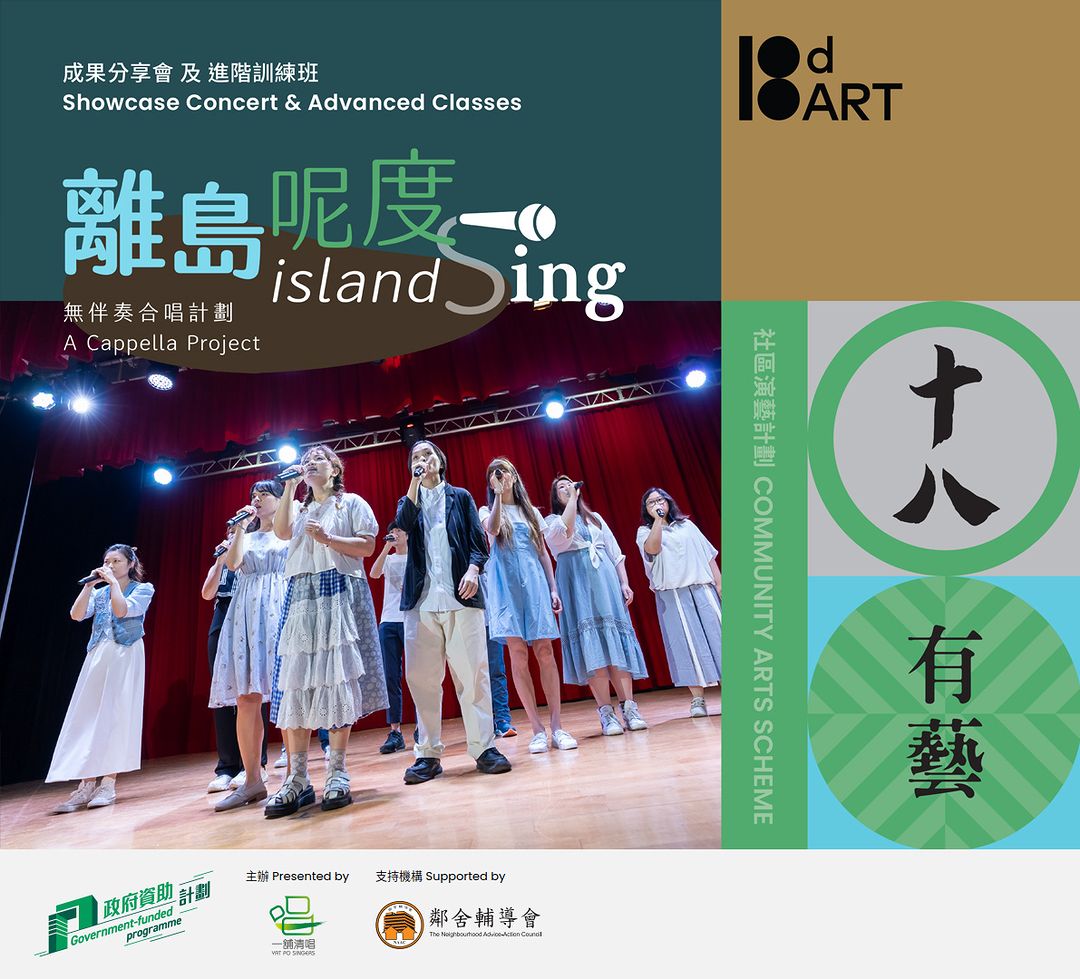 成果分享會 及 進階訓練班
Showcase Concert & Advanced Classes
離島呢度
island Sing
無伴奏合唱計劃
A Cappella Project
18dART
社區演藝計劃 COMMUNITY ARTS SCHEME
十八
有藝
政府資助計劃
Government-funded programme
主辦 Presented by
一舖清唱
YAT PO SINGERS
支持機構 Supported by
鄰舍輔導會
The Neighbourhood Advice-Action Council
NAAC